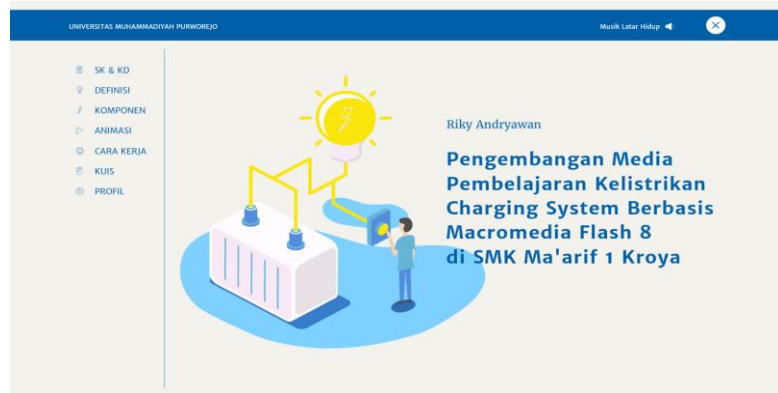 UNIVERSITAS MUHAMMADIYAH PURWOREJO
Musik Latar Hidup
SK & KD
DEFINISI
KOMPONEN
ANIMASI
CARA KERJA
KUIS
PROFIL
Riky Andryawan
Pengembangan Media
Pembelajaran Kelistrikan
Charging System Berbasis
Macromedia Flash 8
di SMK Ma'arif 1 Kroya